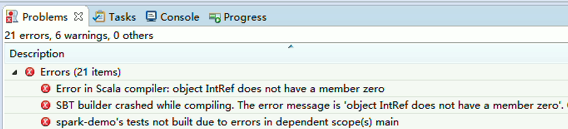 Problems Tasks Console Progress
21 errors, 6 warnings, 0 others
Description
Errors (21 items)
Error in Scala compiler: object IntRef does not have a member zero
SBT builder crashed while compiling. The error message is 'object IntRef does not have a member zero'.
spark-demo's tests not built due to errors in dependent scope(s) main